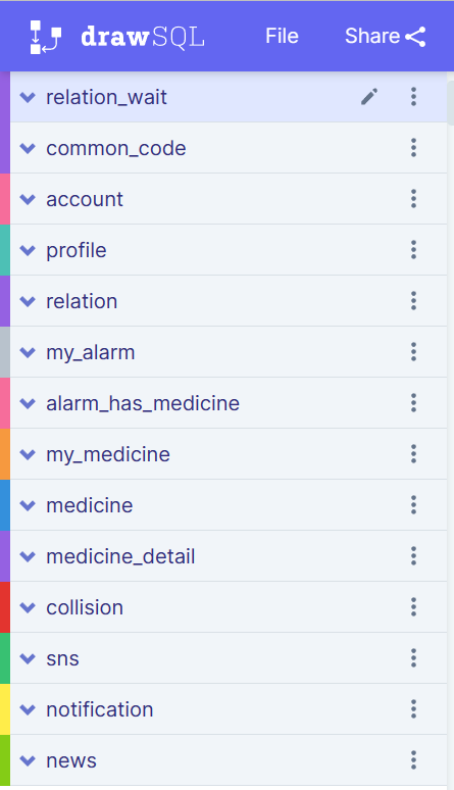 drawSQL File Share
relation_wait
common_code
account
profile
relation
my_alarm
alarm_has_medicine
my_medicine
medicine
medicine_detail
collision
sns
notification
news